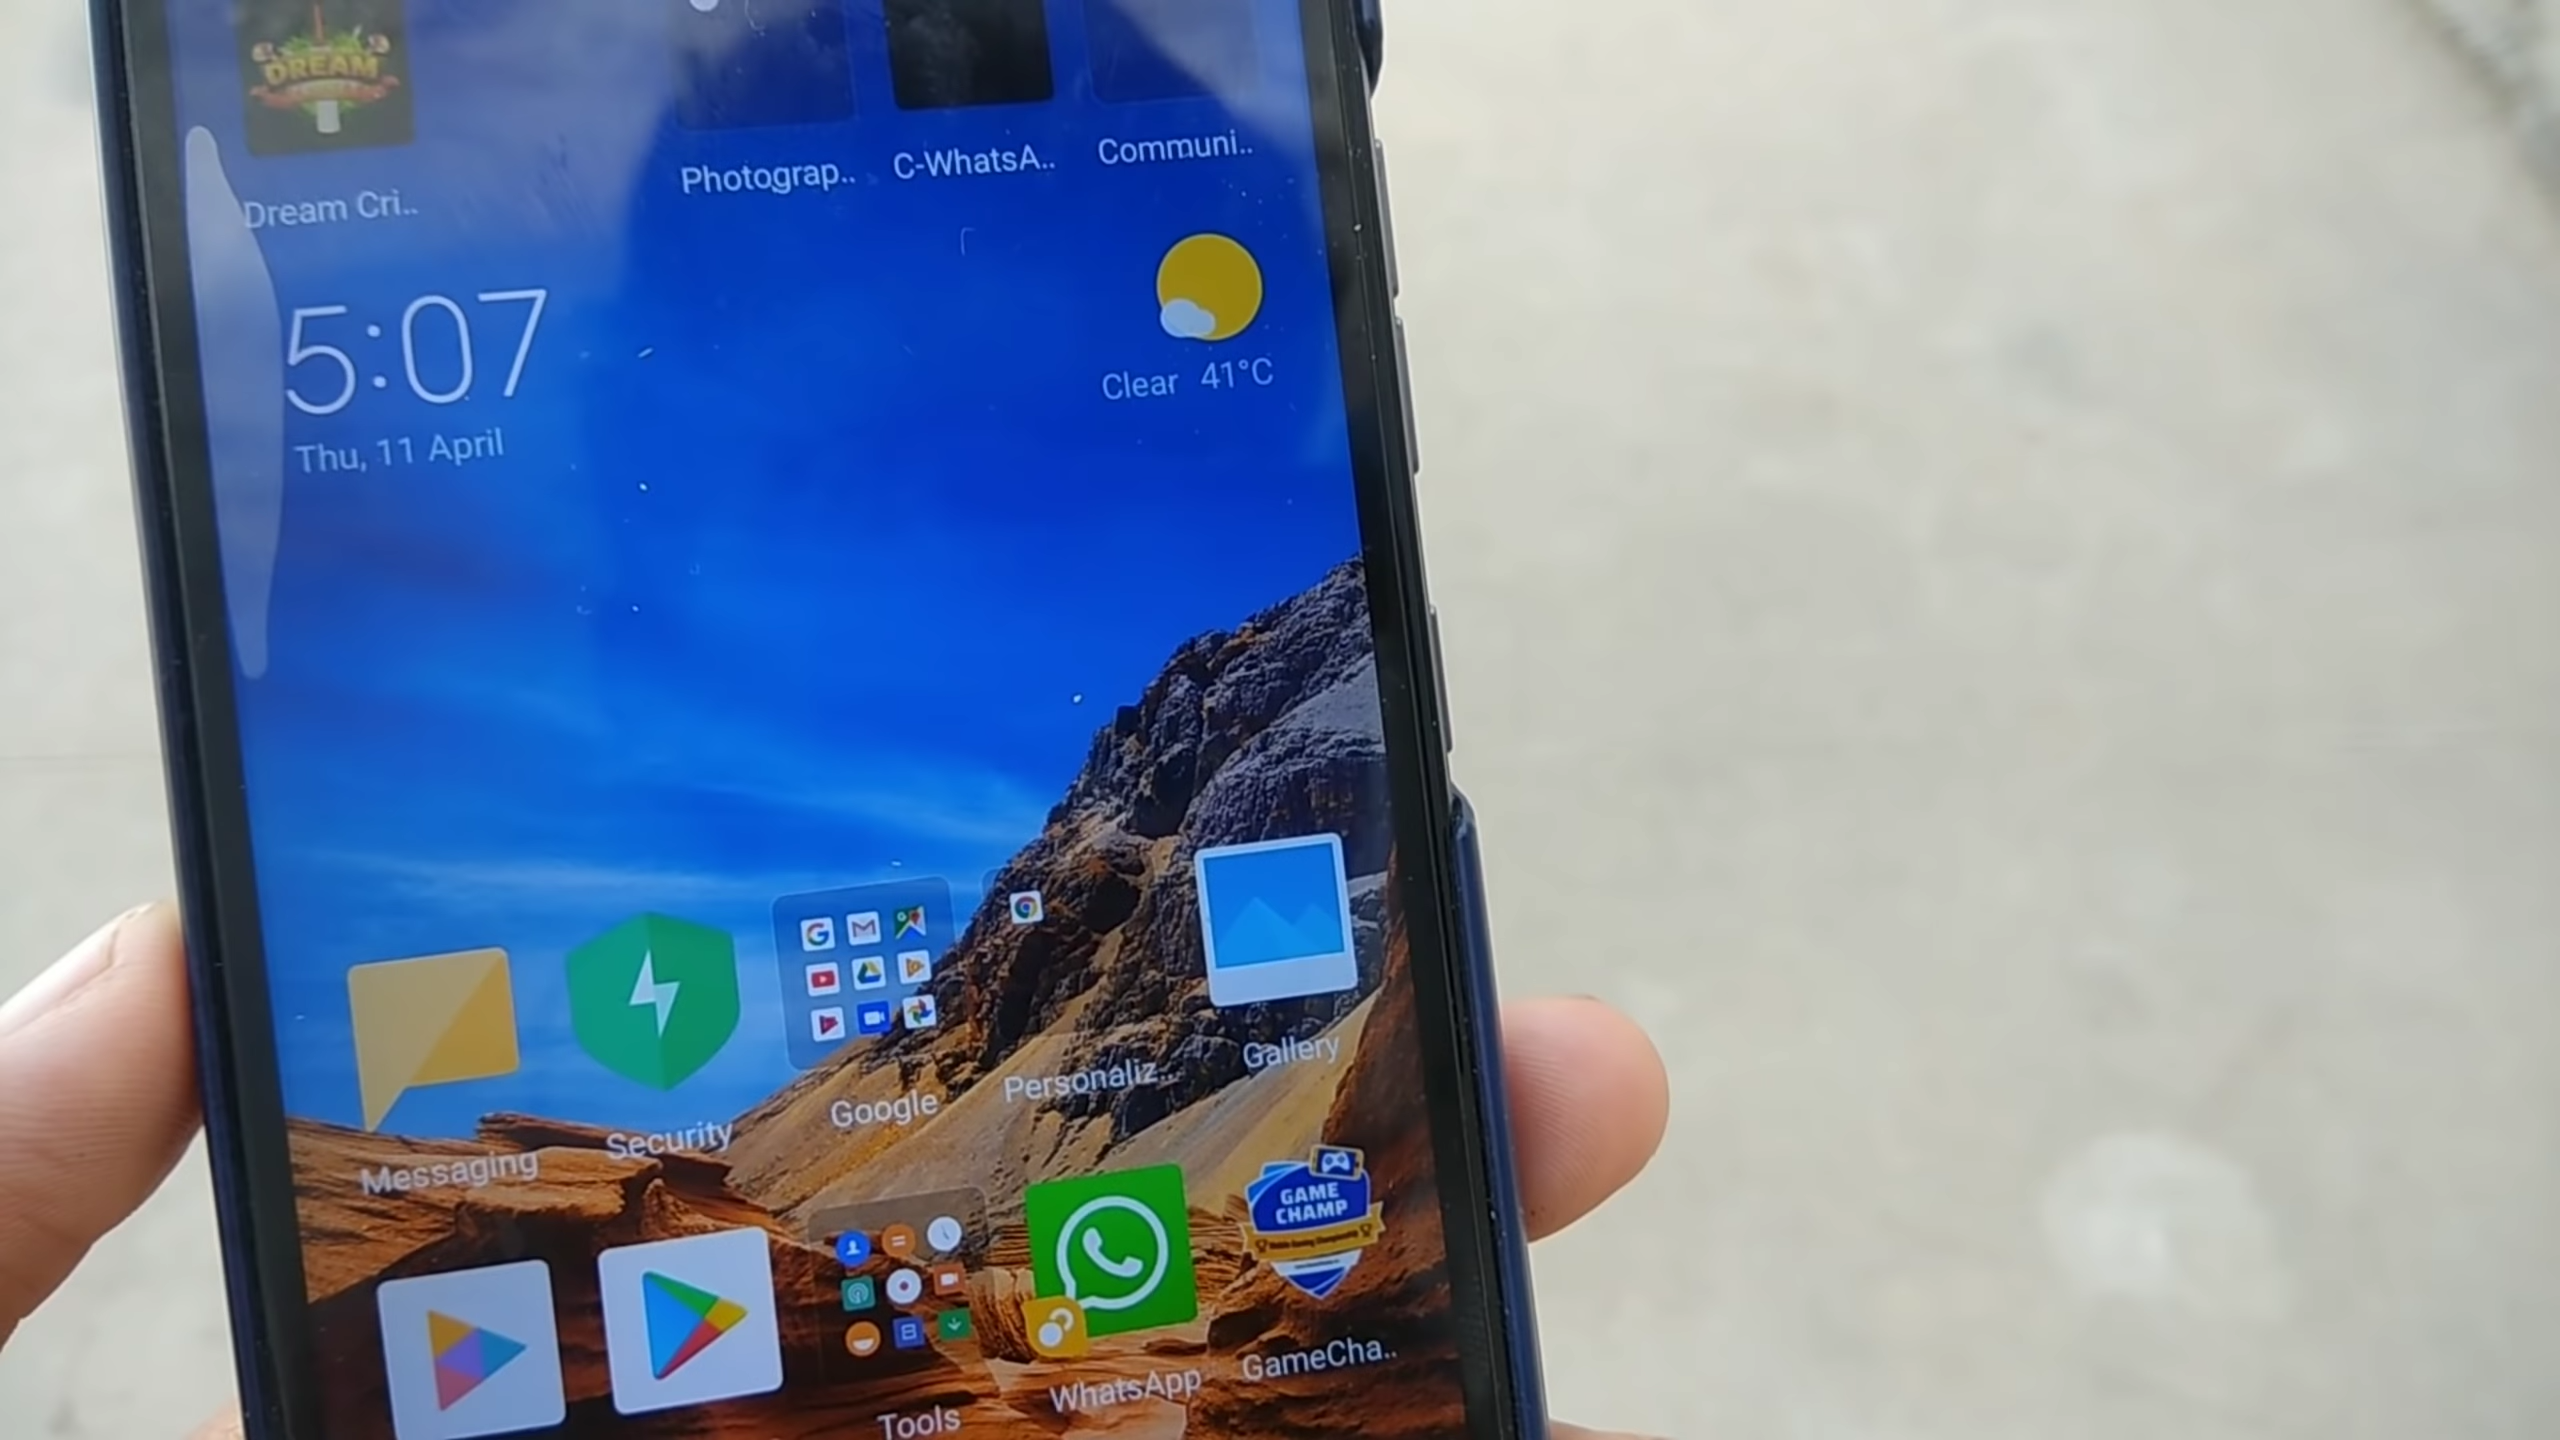 DREAM
Dream Cri..
Photograp..
C-WhatsA..
Communi..
5:07
Thu, 11 April
Clear 41°C
Messaging
Security
Google
Personaliz..
Gallery
GAME
CHAMP
Tools
WhatsApp
GameCha..